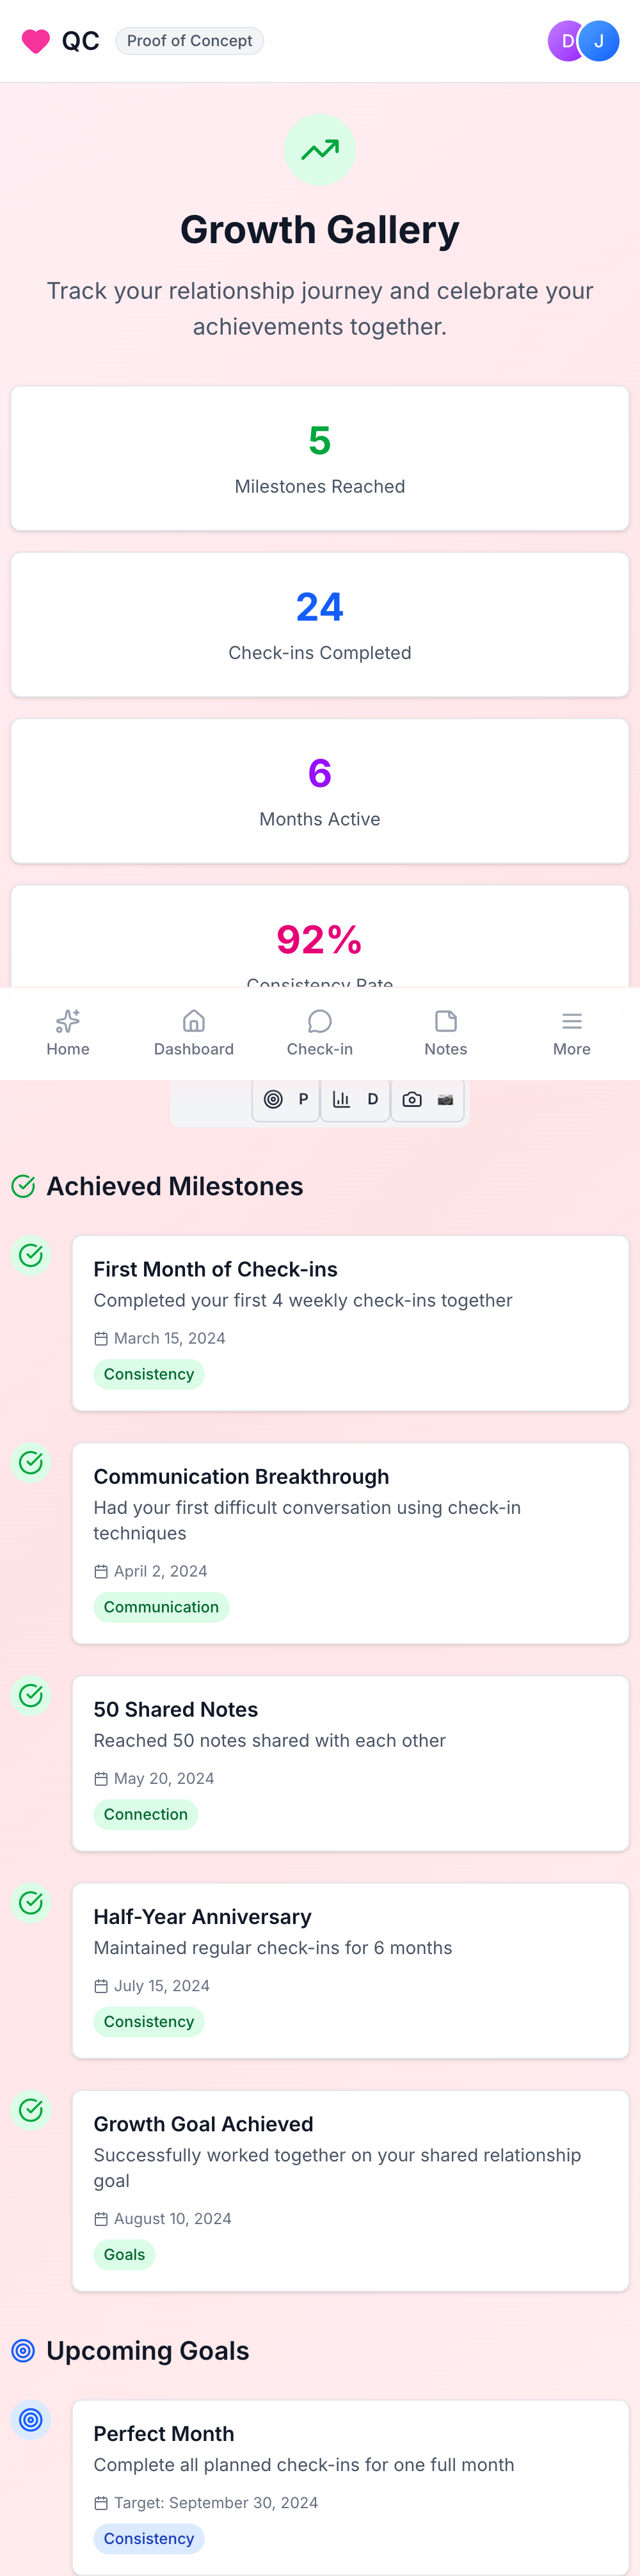 QC
Proof of Concept
D
J
Growth Gallery
Track your relationship journey and celebrate your
achievements together.
5
Milestones Reached
24
Check-ins Completed
6
Months Active
92%
Consistency Rate
Home
Dashboard
Check-in
Notes
More
P
D
Achieved Milestones
First Month of Check-ins
Completed your first 4 weekly check-ins together
March 15, 2024
Consistency
Communication Breakthrough
Had your first difficult conversation using check-in
techniques
April 2, 2024
Communication
50 Shared Notes
Reached 50 notes shared with each other
May 20, 2024
Connection
Half-Year Anniversary
Maintained regular check-ins for 6 months
July 15, 2024
Consistency
Growth Goal Achieved
Successfully worked together on your shared relationship
goal
August 10, 2024
Goals
Upcoming Goals
Perfect Month
Complete all planned check-ins for one full month
Target: September 30, 2024
Consistency